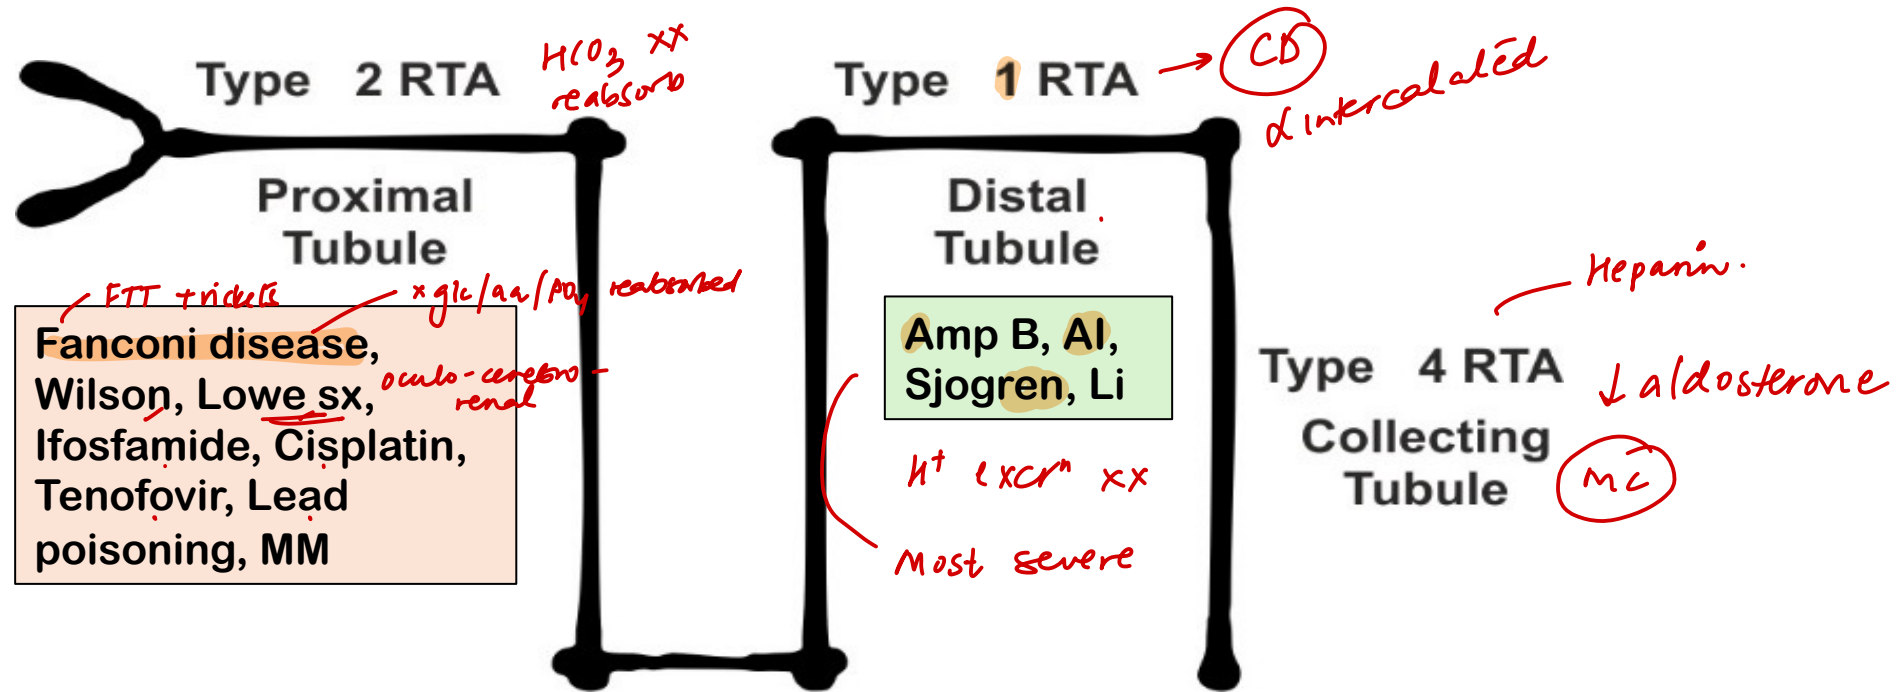 Type 2 RTA
HCO3 xx
reabsorb
Proximal
Tubule
FTT + rickets
x glc/aa/PO4 reabsorbed
Fanconi disease,
Wilson, Lowe sx,
oculo-cerebro-
renal
Ifosfamide, Cisplatin,
Tenofovir, Lead
poisoning, MM
Type 1 RTA → CD
α intercalated
Distal
Tubule
Amp B, AI,
Sjogren, Li
H+ excrn xx
Most severe
Heparin.
Type 4 RTA
↓ aldosterone
Collecting
Tubule
MC